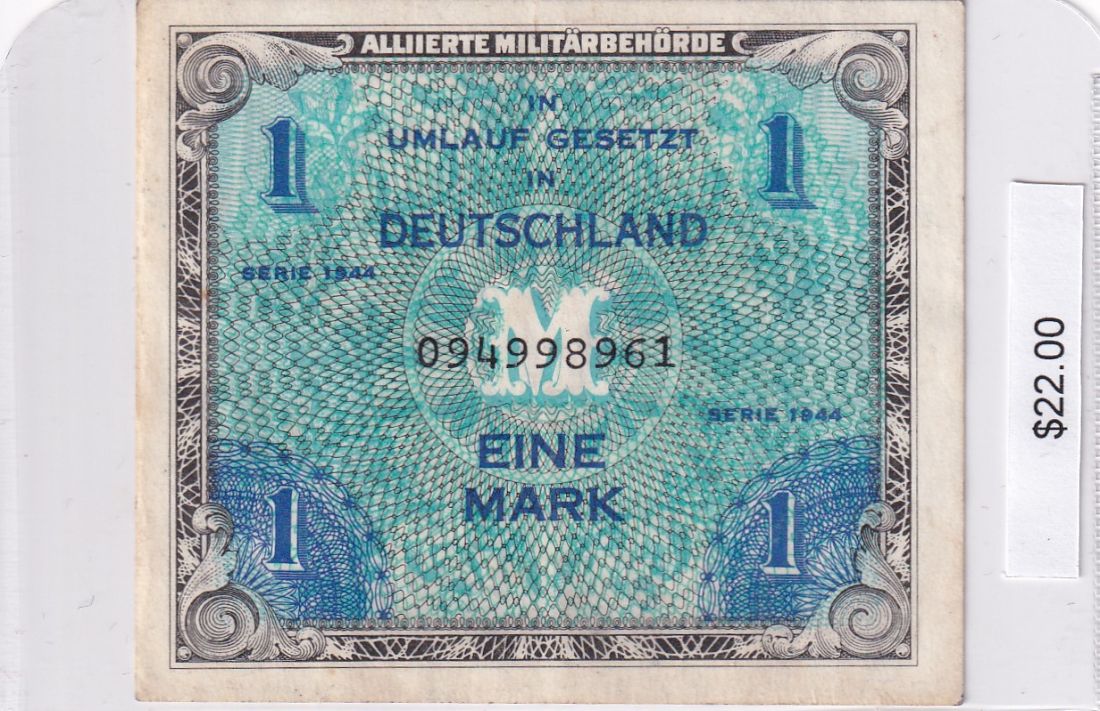 ALLIIERTE MILITÄRBEHÖRDE
1
1
IN
UMLAUF GESETZT
IN
DEUTSCHLAND
SERIE 1944
M
094998961
SERIE 1944
EINE
MARK
1
1
$22.00